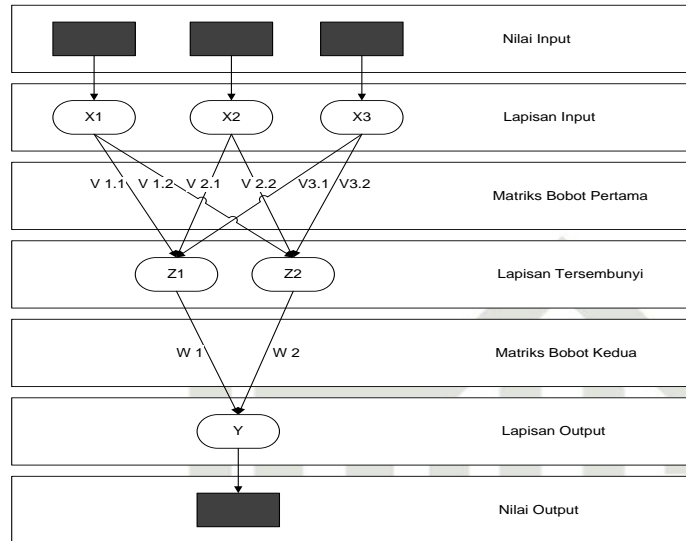 Nilai Input
X1 X2 X3 Lapisan Input
V 1.1 V 1.2 V 2.1 V 2.2 V3.1 V3.2
Matriks Bobot Pertama
Z1 Z2 Lapisan Tersembunyi
W 1 W 2 Matriks Bobot Kedua
Y Lapisan Output
Nilai Output